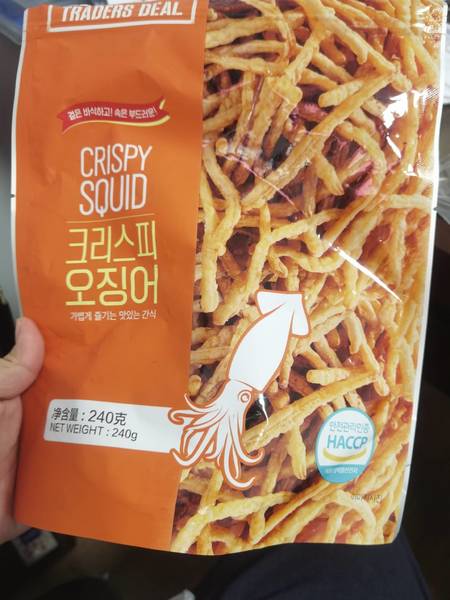 TRADERS DEAL
겉은 바삭하고! 속은 부드러운!
CRISPY
SQUID
크리스피
오징어
가볍게 즐기는 맛있는 간식
净含量 : 240克
NET WEIGHT : 240g
안전관리인증
HACCP